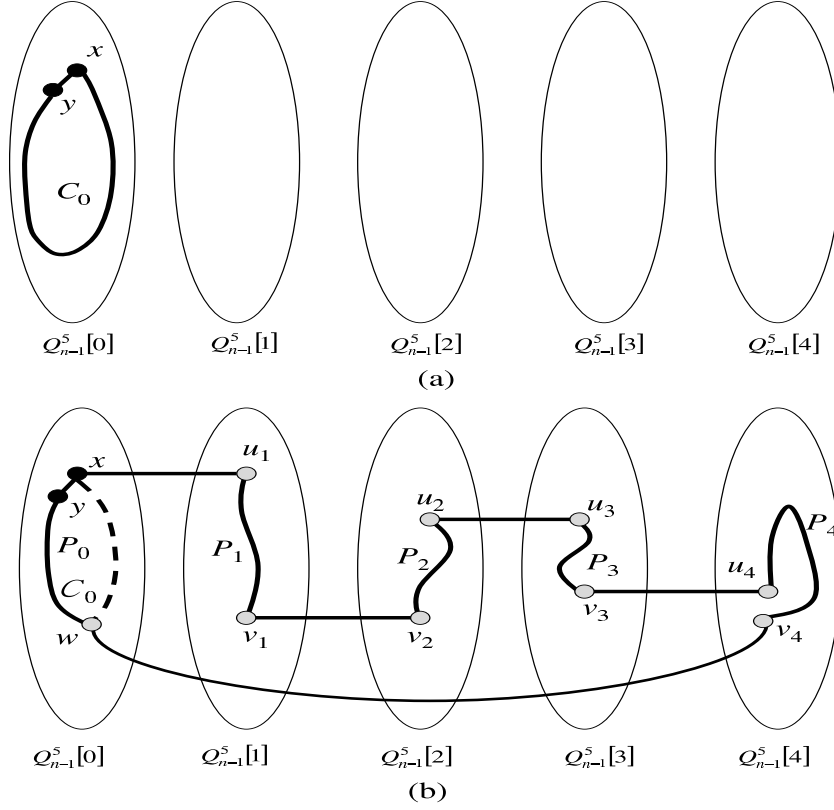 x
y
C₀
Q⁵ₙ₋₁[0] Q⁵ₙ₋₁[1] Q⁵ₙ₋₁[2] Q⁵ₙ₋₁[3] Q⁵ₙ₋₁[4]
(a)
x u₁
y u₂ u₃ P₄
P₀ P₁ P₂ P₃ u₄
C₀
w v₁ v₂ v₃ v₄
Q⁵ₙ₋₁[0] Q⁵ₙ₋₁[1] Q⁵ₙ₋₁[2] Q⁵ₙ₋₁[3] Q⁵ₙ₋₁[4]
(b)